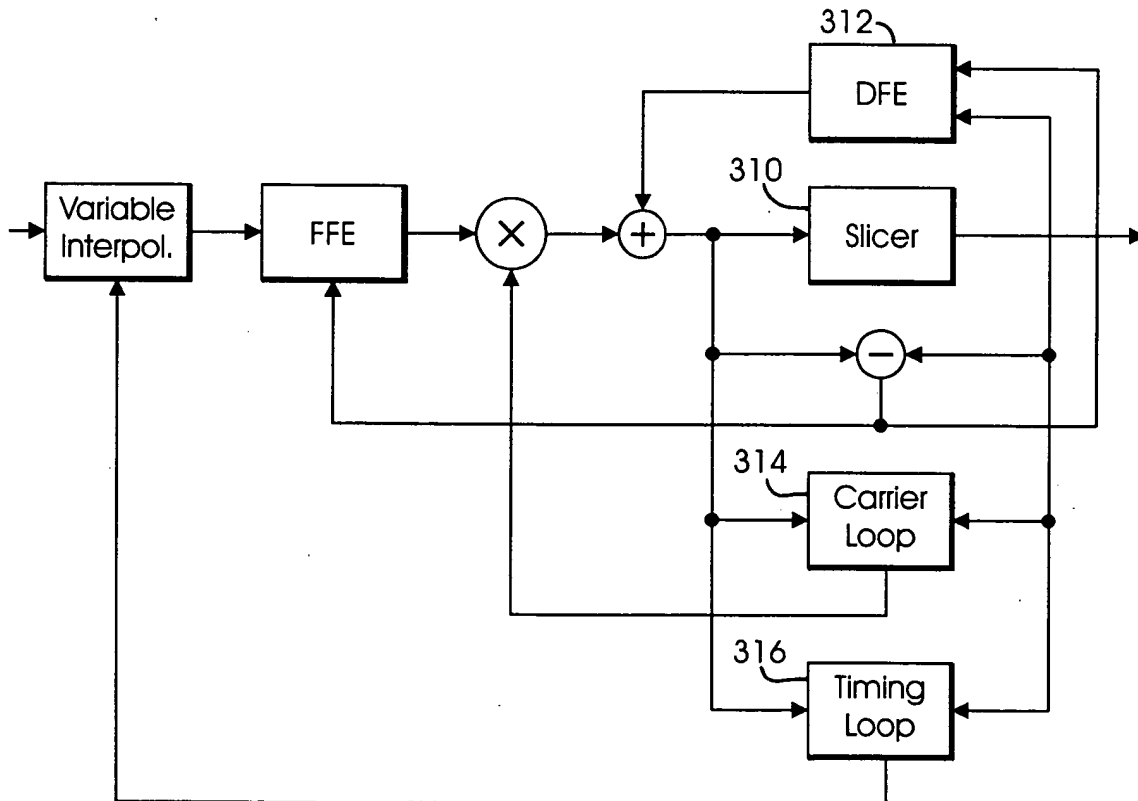 312
DFE
310
Slicer
Variable
Interpol.
FFE
×
+
−
314
Carrier
Loop
316
Timing
Loop